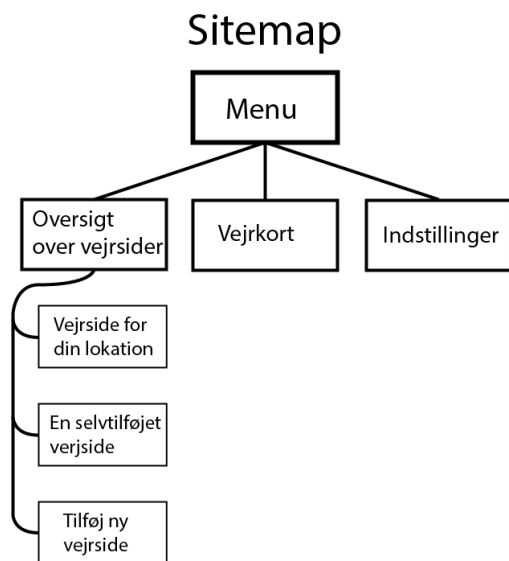 Sitemap
Menu
Oversigt
over vejrsider
Vejrkort
Indstillinger
Vejrside for
din lokation
En selvtilføjet
verjside
Tilføj ny
vejrside